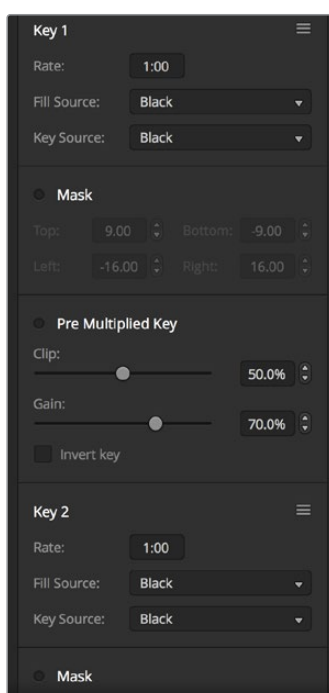 Key 1
Rate: 1:00
Fill Source: Black
Key Source: Black
Mask
Top: 9.00 Bottom: -9.00
Left: -16.00 Right: 16.00
Pre Multiplied Key
Clip:
50.0%
Gain:
70.0%
Invert key
Key 2
Rate: 1:00
Fill Source: Black
Key Source: Black
Mask